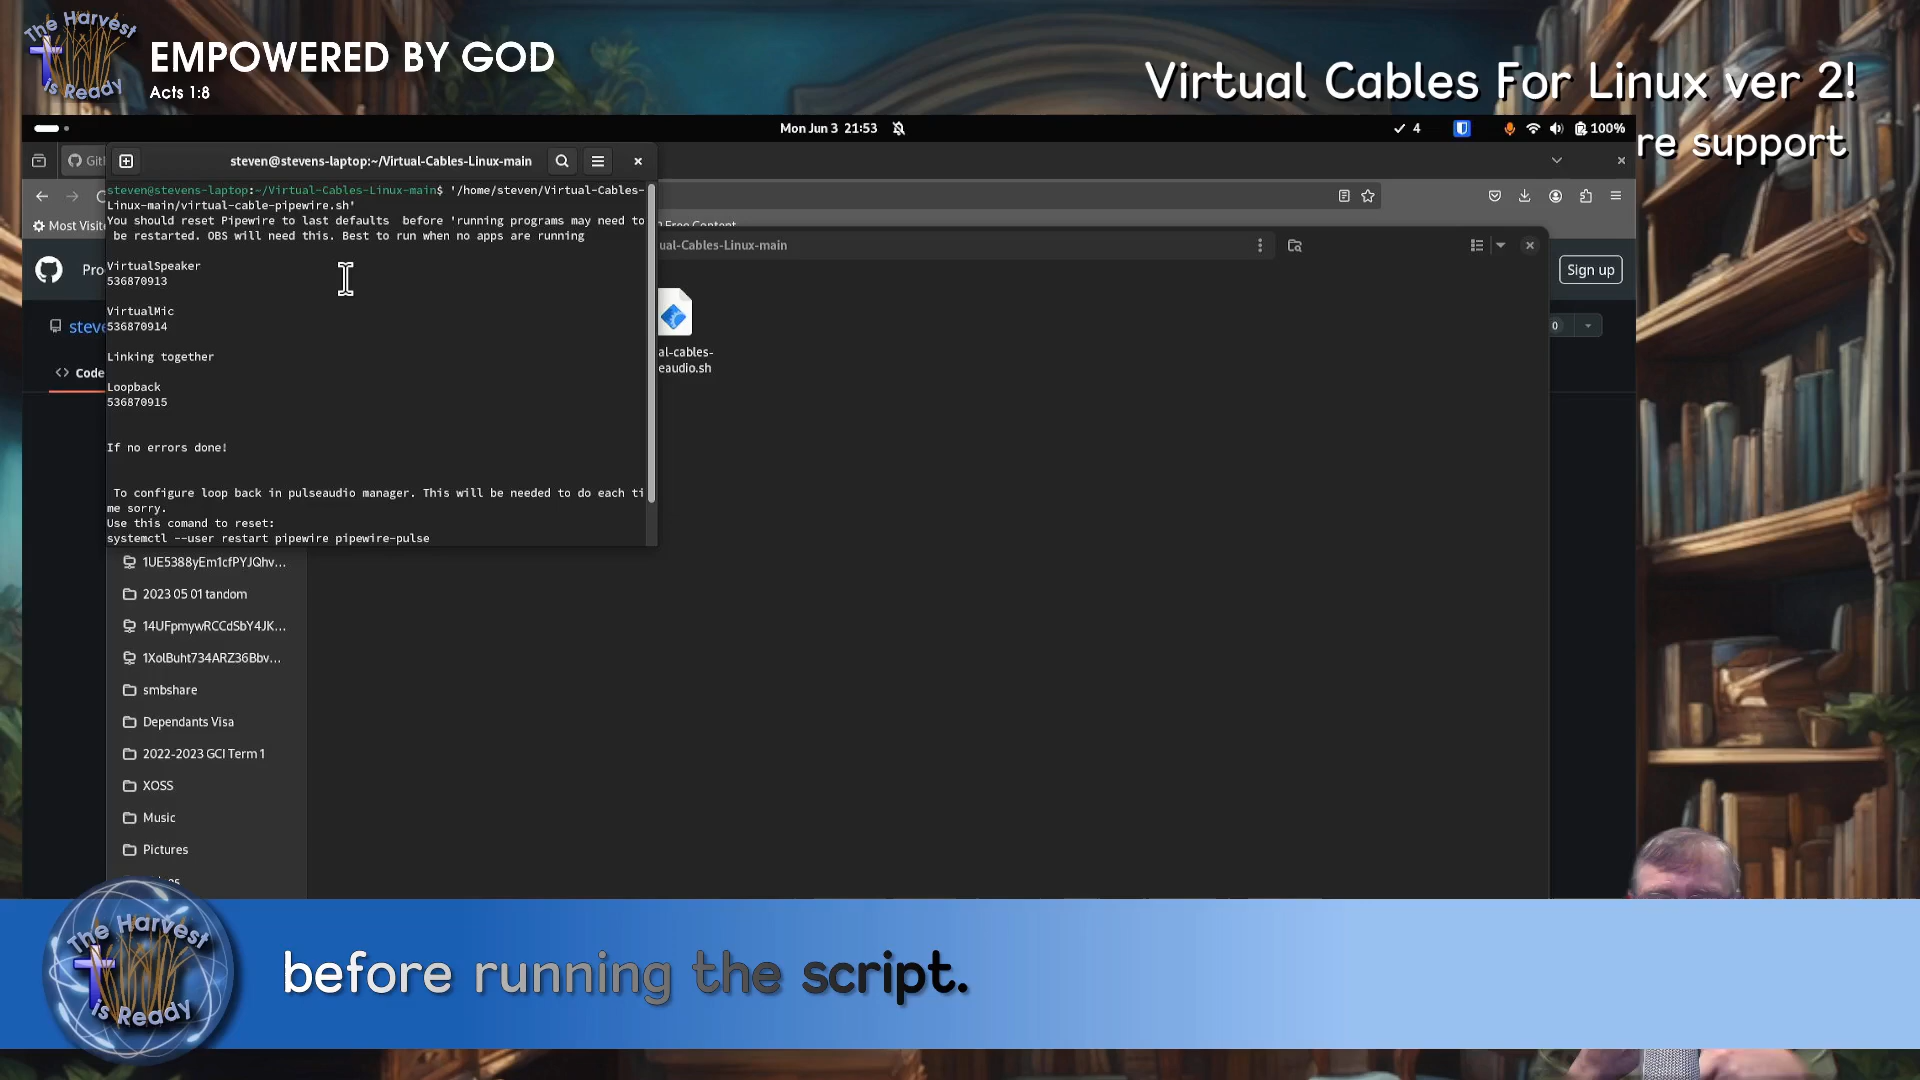 The Harvest
is Ready
EMPOWERED BY GOD
Acts 1:8
Virtual Cables For Linux ver 2!
re support
Mon Jun 3 21:53
4
100%
steven@stevens-laptop:~/Virtual-Cables-Linux-main
steven@stevens-laptop:~/Virtual-Cables-Linux-main$ '/home/steven/Virtual-Cables-
Linux-main/virtual-cable-pipewire.sh'
You should reset Pipewire to last defaults  before 'running programs may need to
be restarted. OBS will need this. Best to run when no apps are running
VirtualSpeaker
536870913
VirtualMic
536870914
Linking together
Loopback
536870915
If no errors done!
To configure loop back in pulseaudio manager. This will be needed to do each ti
me sorry.
Use this comand to reset:
systemctl --user restart pipewire pipewire-pulse
Most Visite
Pro
steve
Code
ual-Cables-Linux-main
Sign up
0
al-cables-
eaudio.sh
1UE5388yEm1cfPYJQhv...
2023 05 01 tandom
14UFpmywRCCdSbY4JK...
1XolBuht734ARZ36Bbv...
smbshare
Dependants Visa
2022-2023 GCI Term 1
XOSS
Music
Pictures
The Harvest
is Ready
before running the script.